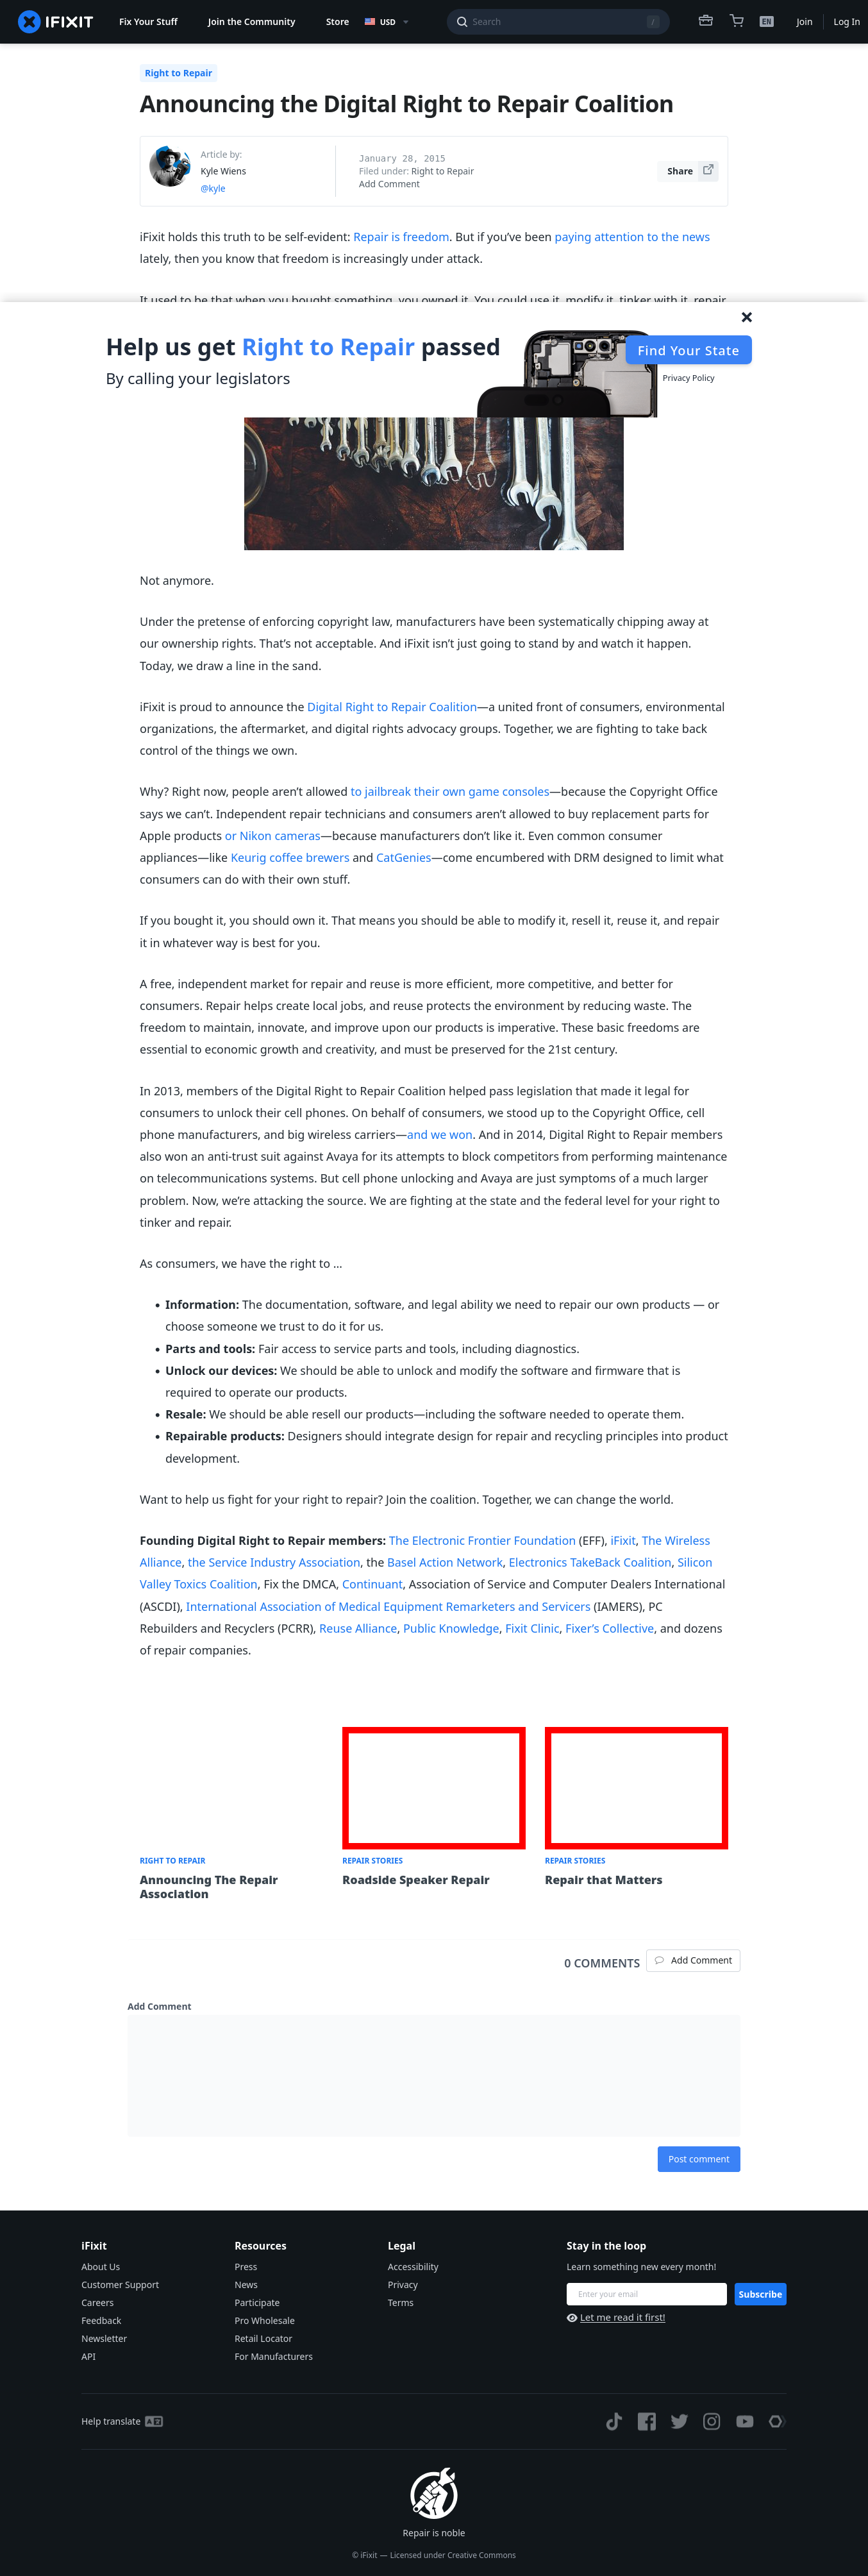 IFIXIT
Fix Your Stuff
Join the Community
Store
USD
Search
/
EN
Join
Log In
Right to Repair
Announcing the Digital Right to Repair Coalition
Article by:
Kyle Wiens
@kyle
January 28, 2015
Filed under: Right to Repair
Add Comment
Share
iFixit holds this truth to be self-evident: Repair is freedom. But if you’ve been paying attention to the news
lately, then you know that freedom is increasingly under attack.
It used to be that when you bought something, you owned it. You could use it, modify it, tinker with it, repair
Help us get Right to Repair passed
By calling your legislators
Find Your State
Privacy Policy
Not anymore.
Under the pretense of enforcing copyright law, manufacturers have been systematically chipping away at
our ownership rights. That’s not acceptable. And iFixit isn’t just going to stand by and watch it happen.
Today, we draw a line in the sand.
iFixit is proud to announce the Digital Right to Repair Coalition—a united front of consumers, environmental
organizations, the aftermarket, and digital rights advocacy groups. Together, we are fighting to take back
control of the things we own.
Why? Right now, people aren’t allowed to jailbreak their own game consoles—because the Copyright Office
says we can’t. Independent repair technicians and consumers aren’t allowed to buy replacement parts for
Apple products or Nikon cameras—because manufacturers don’t like it. Even common consumer
appliances—like Keurig coffee brewers and CatGenies—come encumbered with DRM designed to limit what
consumers can do with their own stuff.
If you bought it, you should own it. That means you should be able to modify it, resell it, reuse it, and repair
it in whatever way is best for you.
A free, independent market for repair and reuse is more efficient, more competitive, and better for
consumers. Repair helps create local jobs, and reuse protects the environment by reducing waste. The
freedom to maintain, innovate, and improve upon our products is imperative. These basic freedoms are
essential to economic growth and creativity, and must be preserved for the 21st century.
In 2013, members of the Digital Right to Repair Coalition helped pass legislation that made it legal for
consumers to unlock their cell phones. On behalf of consumers, we stood up to the Copyright Office, cell
phone manufacturers, and big wireless carriers—and we won. And in 2014, Digital Right to Repair members
also won an anti-trust suit against Avaya for its attempts to block competitors from performing maintenance
on telecommunications systems. But cell phone unlocking and Avaya are just symptoms of a much larger
problem. Now, we’re attacking the source. We are fighting at the state and the federal level for your right to
tinker and repair.
As consumers, we have the right to …
• Information: The documentation, software, and legal ability we need to repair our own products — or
choose someone we trust to do it for us.
• Parts and tools: Fair access to service parts and tools, including diagnostics.
• Unlock our devices: We should be able to unlock and modify the software and firmware that is
required to operate our products.
• Resale: We should be able resell our products—including the software needed to operate them.
• Repairable products: Designers should integrate design for repair and recycling principles into product
development.
Want to help us fight for your right to repair? Join the coalition. Together, we can change the world.
Founding Digital Right to Repair members: The Electronic Frontier Foundation (EFF), iFixit, The Wireless
Alliance, the Service Industry Association, the Basel Action Network, Electronics TakeBack Coalition, Silicon
Valley Toxics Coalition, Fix the DMCA, Continuant, Association of Service and Computer Dealers International
(ASCDI), International Association of Medical Equipment Remarketers and Servicers (IAMERS), PC
Rebuilders and Recyclers (PCRR), Reuse Alliance, Public Knowledge, Fixit Clinic, Fixer’s Collective, and dozens
of repair companies.
RIGHT TO REPAIR
Announcing The Repair
Association
REPAIR STORIES
Roadside Speaker Repair
REPAIR STORIES
Repair that Matters
0 COMMENTS
Add Comment
Add Comment
Post comment
iFixit
About Us
Customer Support
Careers
Feedback
Newsletter
API
Resources
Press
News
Participate
Pro Wholesale
Retail Locator
For Manufacturers
Legal
Accessibility
Privacy
Terms
Stay in the loop
Learn something new every month!
Enter your email
Subscribe
Let me read it first!
Help translate
Repair is noble
© iFixit — Licensed under Creative Commons